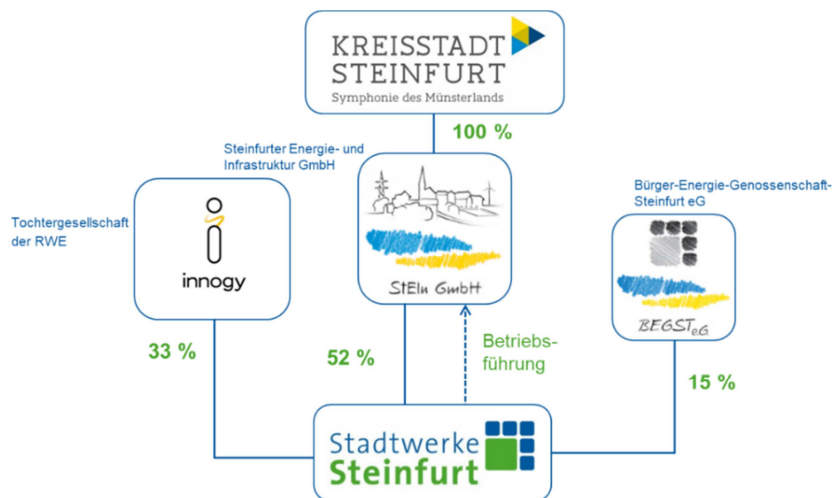 KREISSTADT
STEINFURT
Symphonie des Münsterlands
100 %
Steinfurter Energie- und
Infrastruktur GmbH
Tochtergesellschaft
der RWE
innogy
StEIn GmbH
Bürger-Energie-Genossenschaft-
Steinfurt eG
BEGST e.G.
33 %
52 %
Betriebs-
führung
15 %
Stadtwerke
Steinfurt